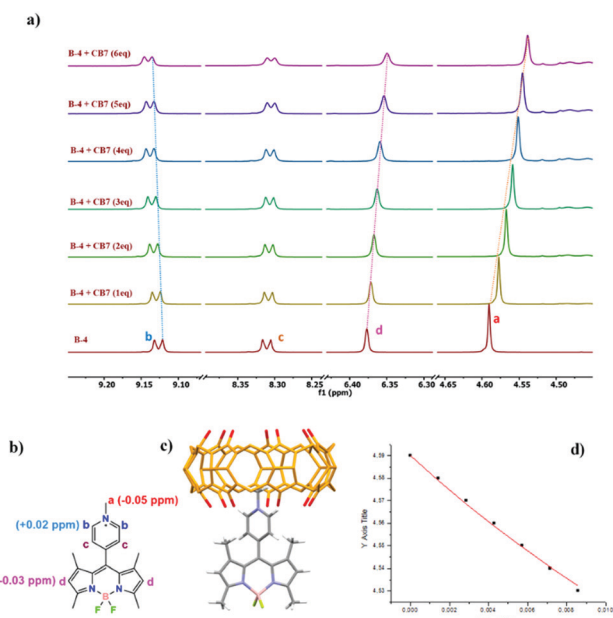 a)
B-4 + CB7 (6eq)
B-4 + CB7 (5eq)
B-4 + CB7 (4eq)
B-4 + CB7 (3eq)
B-4 + CB7 (2eq)
B-4 + CB7 (1eq)
B-4
b
c
d
a
9.20 9.15 9.10 8.35 8.30 8.25 6.40 6.35 6.30 4.65 4.60 4.55 4.50
f1 (ppm)
b)
a (-0.05 ppm)
N
+
(+0.02 ppm)
b b
c c
-0.03 ppm) d d
N B N
F F
c)
d)
Y Axis Title
4.59
4.58
4.57
4.56
4.55
4.54
4.53
0.000 0.002 0.004 0.006 0.008 0.010